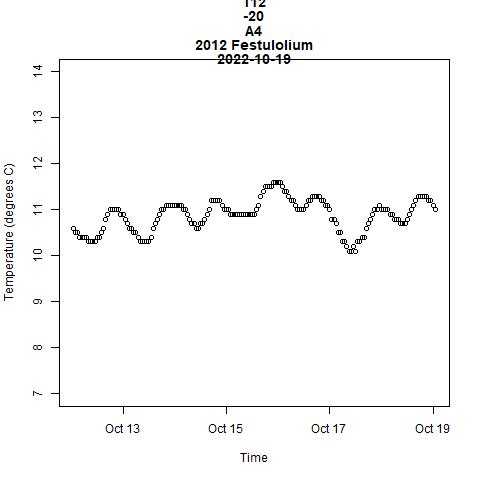 T12
-20
A4
2012 Festulolium
2022-10-19
Temperature (degrees C)
14
13
12
11
10
9
8
7
Oct 13
Oct 15
Oct 17
Oct 19
Time